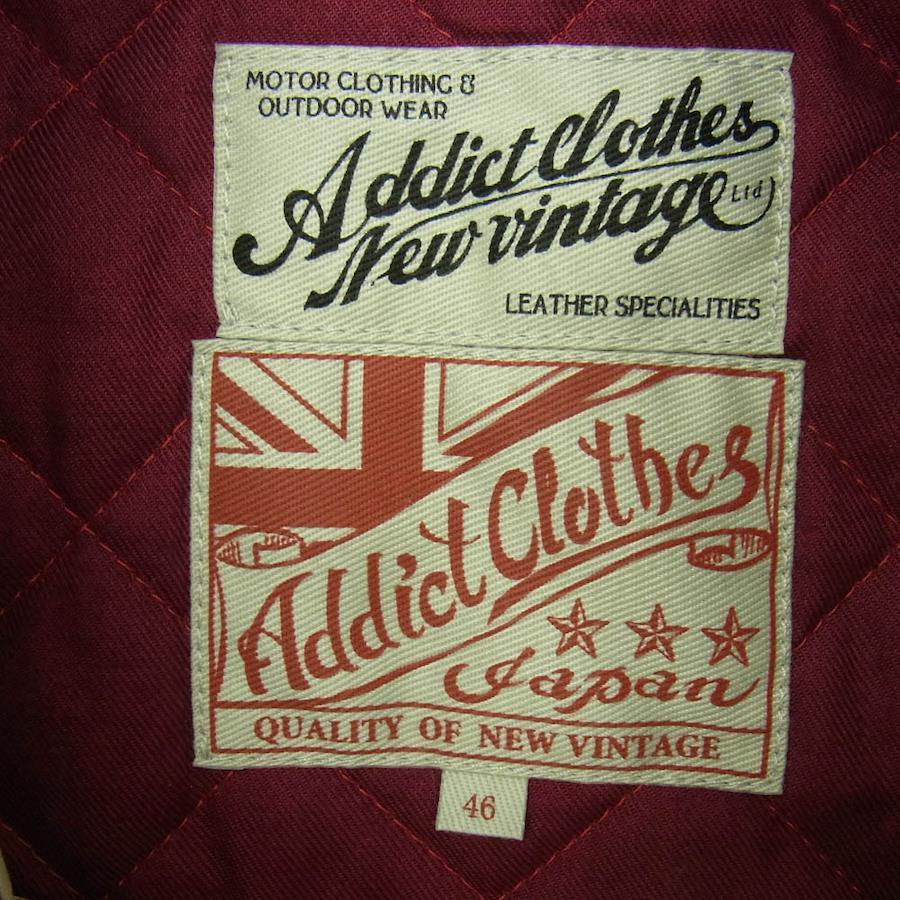 MOTOR CLOTHING &
OUTDOOR WEAR
Addict Clothes
New vintage Ltd
LEATHER SPECIALITIES
Addict Clothes
Japan
QUALITY OF NEW VINTAGE
46